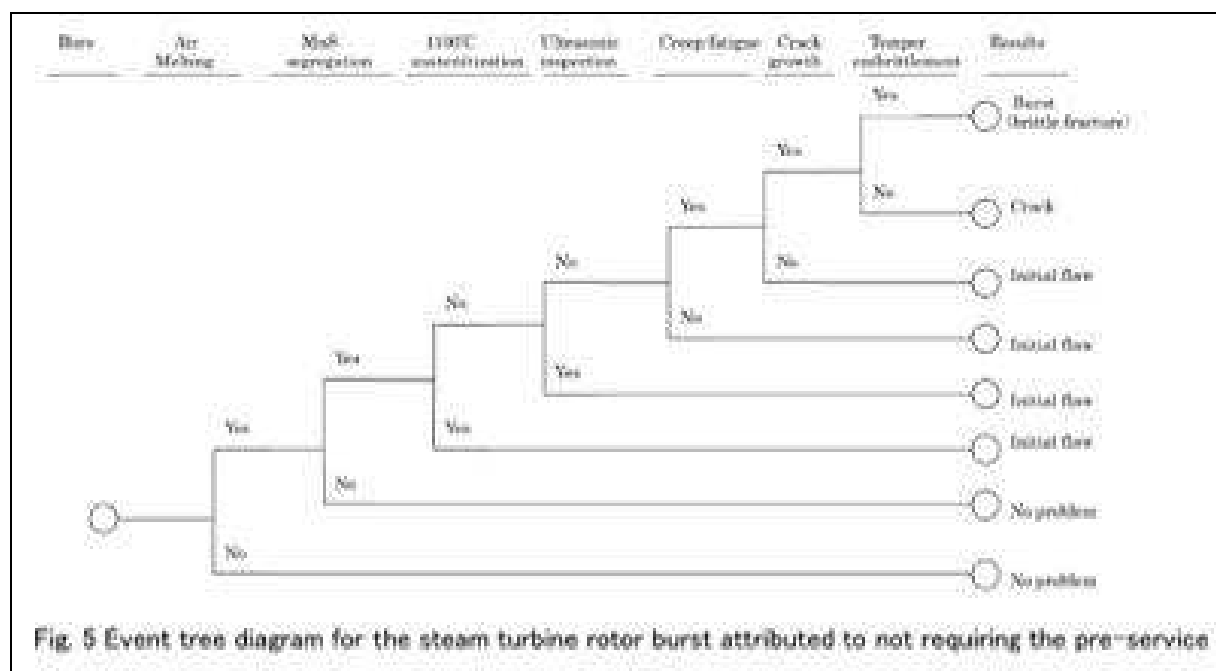 Air
Melting
MnS
segregation
Ultrasonic
inspection
Creep/fatigue
Crack
growth
Temper
embrittlement
Results
Yes
Burst
(brittle fracture)
Yes
No
Crack
Yes
No
No
Initial flaw
No
No
Initial flaw
Yes
Yes
Initial flaw
Yes
Yes
Initial flaw
No
No problem
No
No problem
Fig. 5 Event tree diagram for the steam turbine rotor burst attributed to not requiring the pre-service